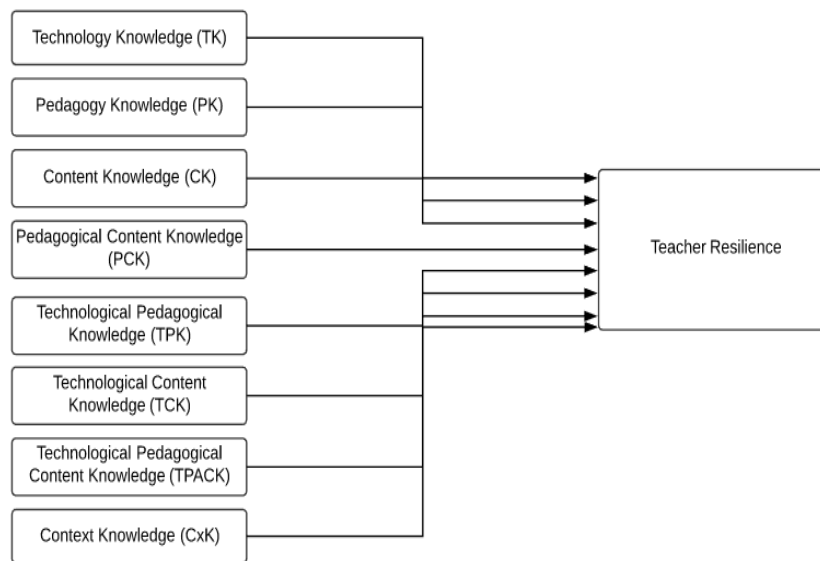 Technology Knowledge (TK)
Pedagogy Knowledge (PK)
Content Knowledge (CK)
Pedagogical Content Knowledge
(PCK)
Technological Pedagogical
Knowledge (TPK)
Technological Content
Knowledge (TCK)
Technological Pedagogical
Content Knowledge (TPACK)
Context Knowledge (CxK)
Teacher Resilience